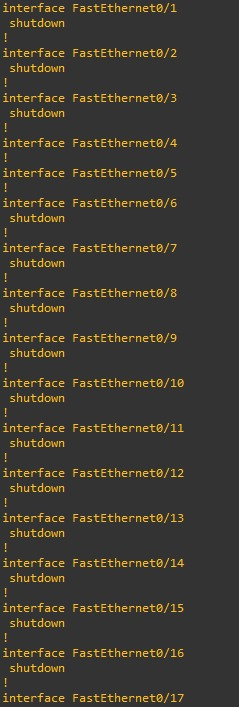 interface FastEthernet0/1
 shutdown
!
interface FastEthernet0/2
 shutdown
!
interface FastEthernet0/3
 shutdown
!
interface FastEthernet0/4
!
interface FastEthernet0/5
!
interface FastEthernet0/6
 shutdown
!
interface FastEthernet0/7
 shutdown
!
interface FastEthernet0/8
 shutdown
!
interface FastEthernet0/9
 shutdown
!
interface FastEthernet0/10
 shutdown
!
interface FastEthernet0/11
 shutdown
!
interface FastEthernet0/12
 shutdown
!
interface FastEthernet0/13
 shutdown
!
interface FastEthernet0/14
 shutdown
!
interface FastEthernet0/15
 shutdown
!
interface FastEthernet0/16
 shutdown
!
interface FastEthernet0/17